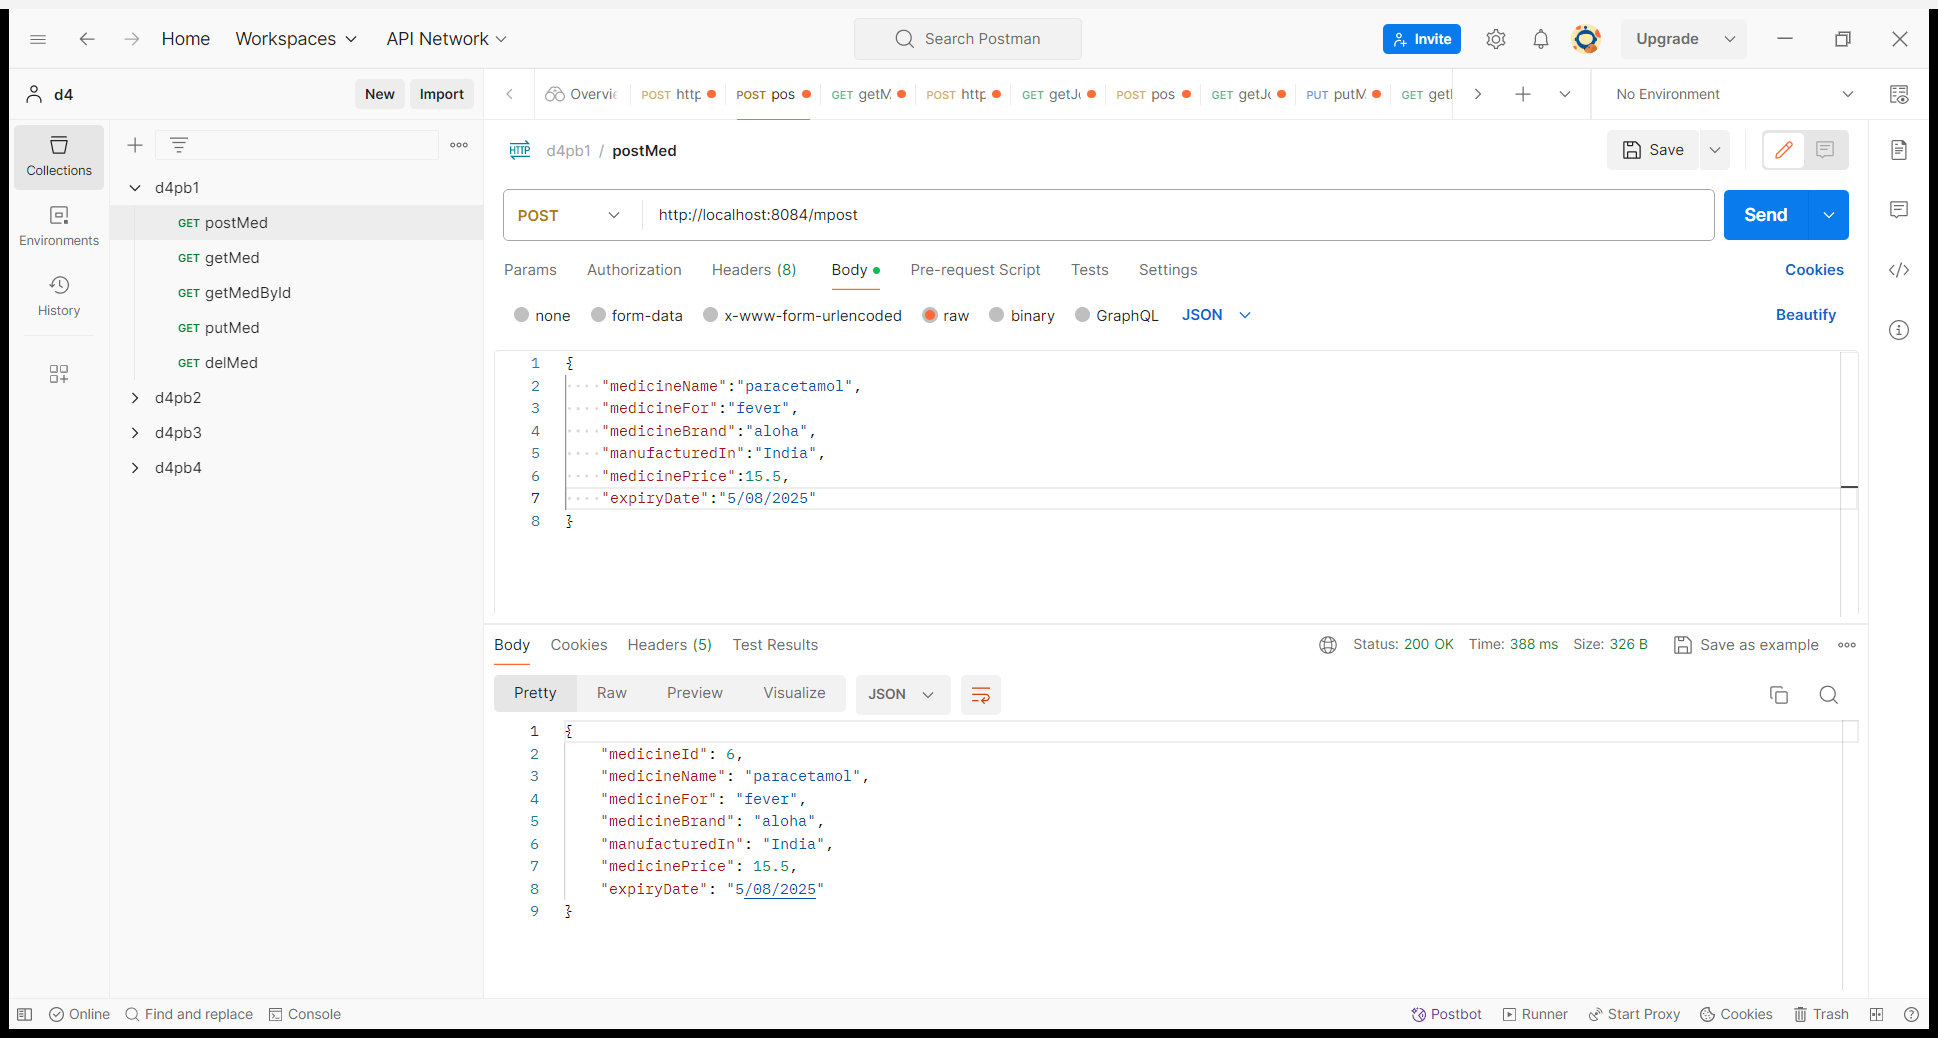 Home Workspaces API Network Search Postman Invite Upgrade
d4 New Import Overvi POST http POST pos GET getM POST http GET getJ POST pos GET getJ PUT putM GET get No Environment
Collections
Environments
History
d4pb1
GET postMed
GET getMed
GET getMedById
GET putMed
GET delMed
d4pb2
d4pb3
d4pb4
HTTP d4pb1 / postMed Save
POST http://localhost:8084/mpost Send
Params Authorization Headers (8) Body Pre-request Script Tests Settings Cookies
none form-data x-www-form-urlencoded raw binary GraphQL JSON Beautify
1 {
2 "medicineName":"paracetamol",
3 "medicineFor":"fever",
4 "medicineBrand":"aloha",
5 "manufacturedIn":"India",
6 "medicinePrice":15.5,
7 "expiryDate":"5/08/2025"
8 }
Body Cookies Headers (5) Test Results Status: 200 OK Time: 388 ms Size: 326 B Save as example
Pretty Raw Preview Visualize JSON
1 {
2 "medicineId": 6,
3 "medicineName": "paracetamol",
4 "medicineFor": "fever",
5 "medicineBrand": "aloha",
6 "manufacturedIn": "India",
7 "medicinePrice": 15.5,
8 "expiryDate": "5/08/2025"
9 }
Online Find and replace Console Postbot Runner Start Proxy Cookies Trash